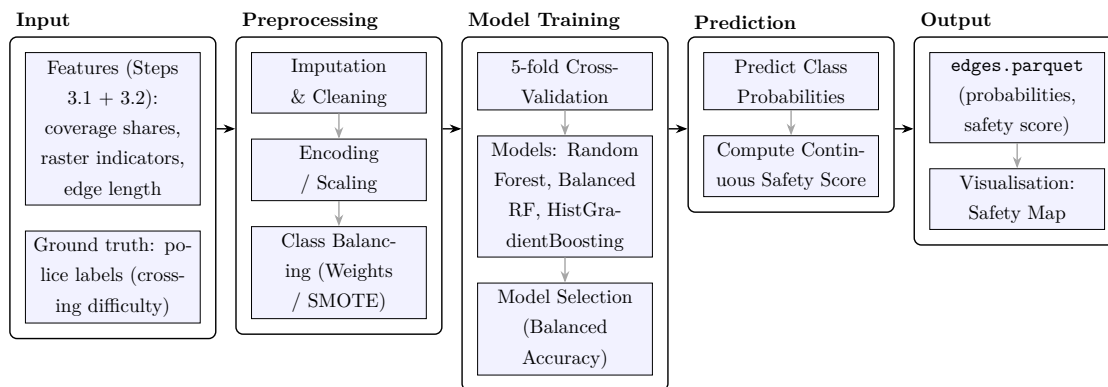 Input
Features (Steps
3.1 + 3.2):
coverage shares,
raster indicators,
edge length
Ground truth: po-
lice labels (cross-
ing difficulty)
Preprocessing
Imputation
& Cleaning
Encoding
/ Scaling
Class Balanc-
ing (Weights
/ SMOTE)
Model Training
5-fold Cross-
Validation
Models: Random
Forest, Balanced
RF, HistGra-
dientBoosting
Model Selection
(Balanced
Accuracy)
Prediction
Predict Class
Probabilities
Compute Contin-
uous Safety Score
Output
edges.parquet
(probabilities,
safety score)
Visualisation:
Safety Map